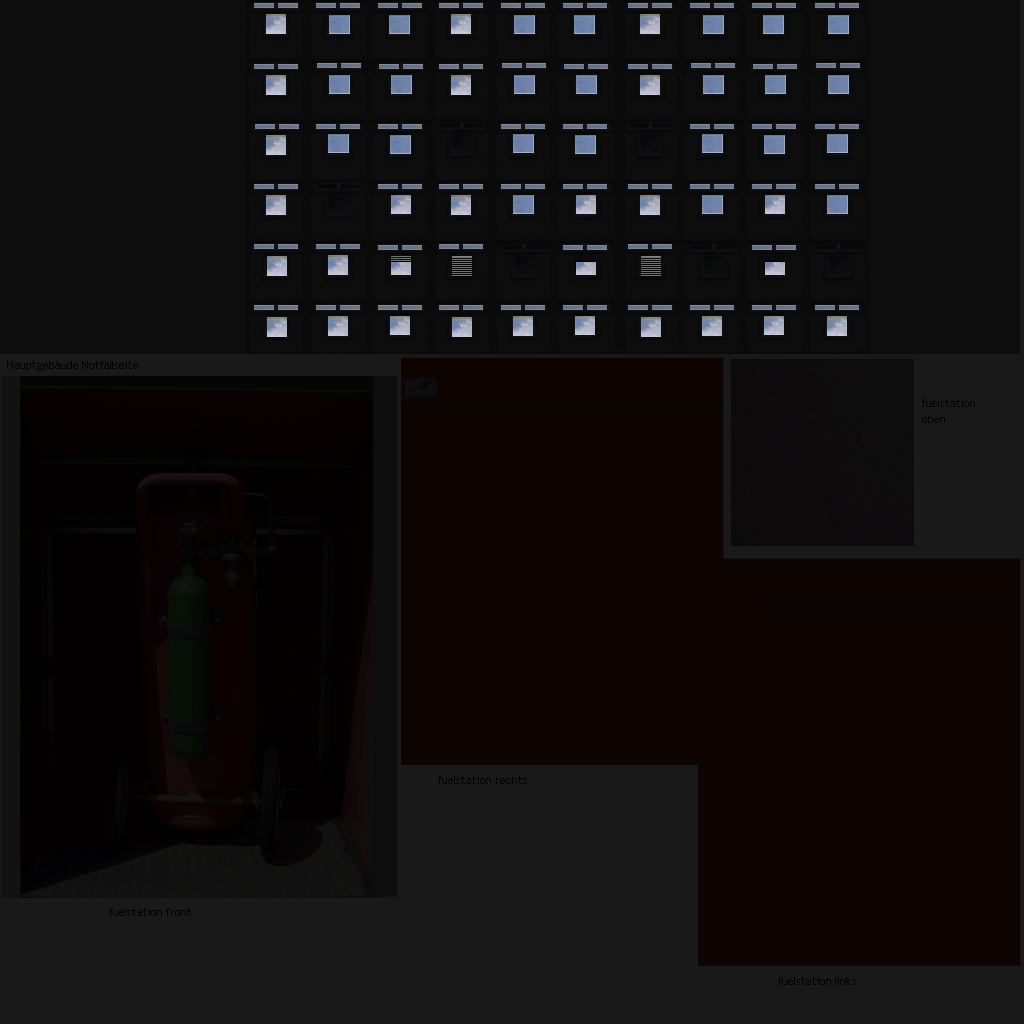 Hauptgebäude Notfallseite
fuelstation
oben
fuelstation rechts
fuelstation front
fuelstation links